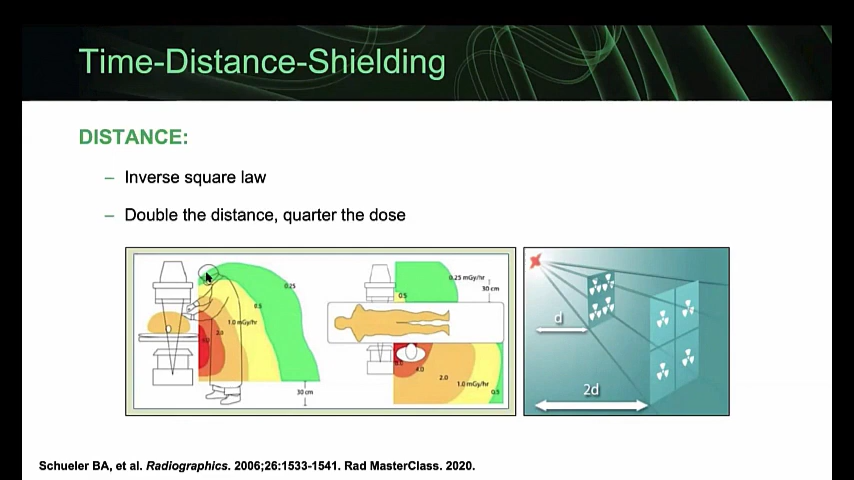 Time-Distance-Shielding
DISTANCE:
– Inverse square law
– Double the distance, quarter the dose
0.25
0.5
1.0 mGy/hr
2.0
30 cm
0.25 mGy/hr
30 cm
0.5
4.0
2.0
1.0 mGy/hr
0.5
d
2d
Schueler BA, et al. Radiographics. 2006;26:1533-1541. Rad MasterClass. 2020.